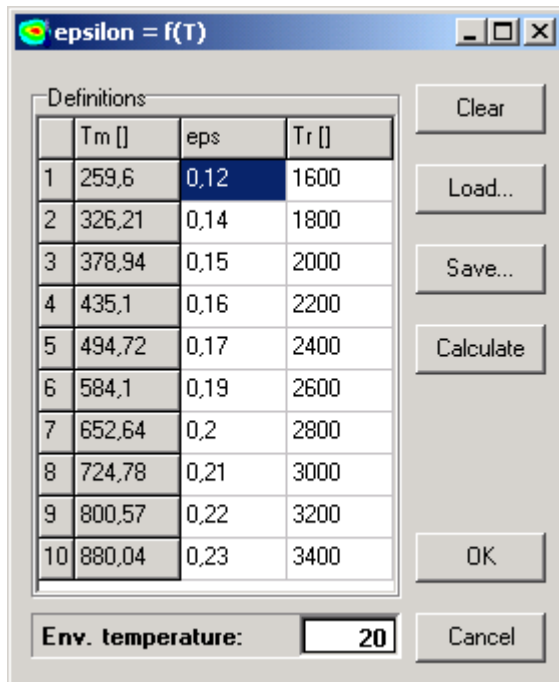 epsilon = f(T)
Definitions
Tm [] eps Tr []
1 259,6 0,12 1600
2 326,21 0,14 1800
3 378,94 0,15 2000
4 435,1 0,16 2200
5 494,72 0,17 2400
6 584,1 0,19 2600
7 652,64 0,2 2800
8 724,78 0,21 3000
9 800,57 0,22 3200
10 880,04 0,23 3400
Env. temperature: 20
Clear
Load...
Save...
Calculate
OK
Cancel